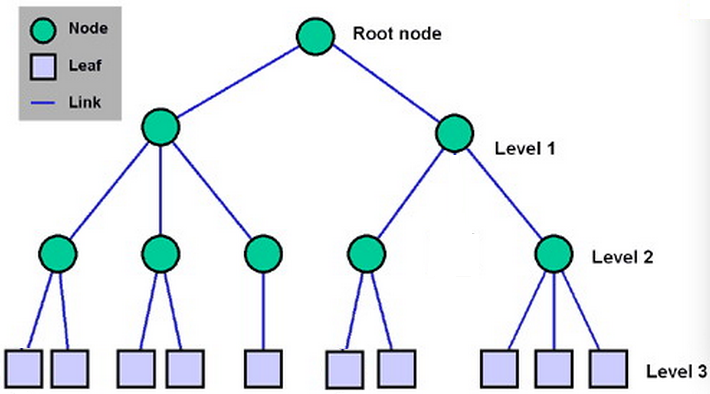 Node
Leaf
Link
Root node
Level 1
Level 2
Level 3